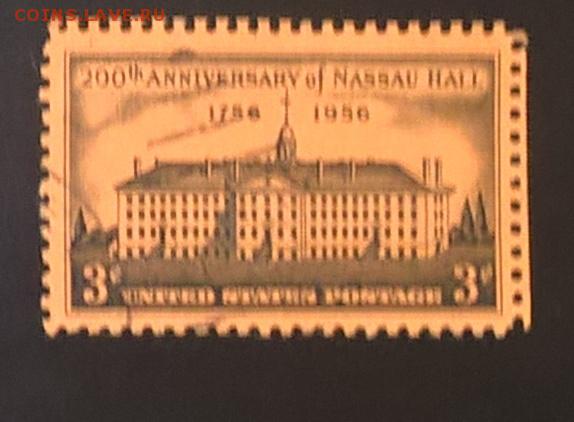 COINS.LAVE.RU
200th ANNIVERSARY of NASSAU HALL
1756 1956
3¢ UNITED STATES POSTAGE 3¢